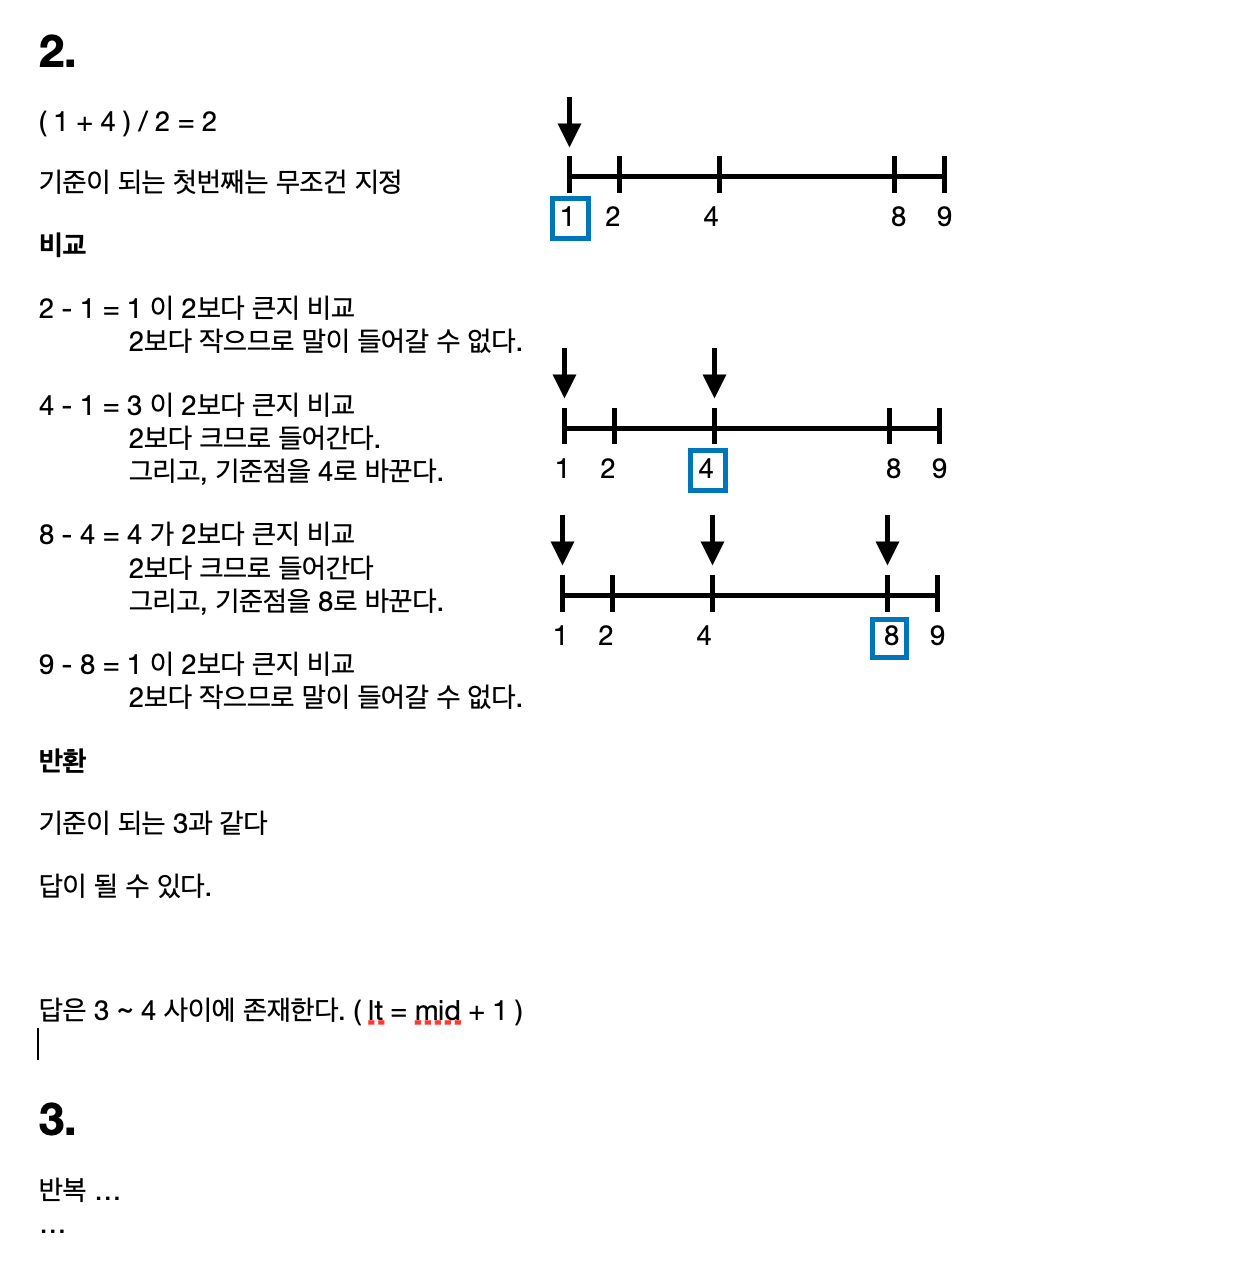 2.
( 1 + 4 ) / 2 = 2
기준이 되는 첫번째는 무조건 지정
1 2 4 8 9
비교
2 - 1 = 1 이 2보다 큰지 비교
2보다 작으므로 말이 들어갈 수 없다.
4 - 1 = 3 이 2보다 큰지 비교
2보다 크므로 들어간다.
그리고, 기준점을 4로 바꾼다.
1 2 4 8 9
8 - 4 = 4 가 2보다 큰지 비교
2보다 크므로 들어간다
그리고, 기준점을 8로 바꾼다.
1 2 4 8 9
9 - 8 = 1 이 2보다 큰지 비교
2보다 작으므로 말이 들어갈 수 없다.
반환
기준이 되는 3과 같다
답이 될 수 있다.
답은 3 ~ 4 사이에 존재한다. ( lt = mid + 1 )
3.
반복 ...
...